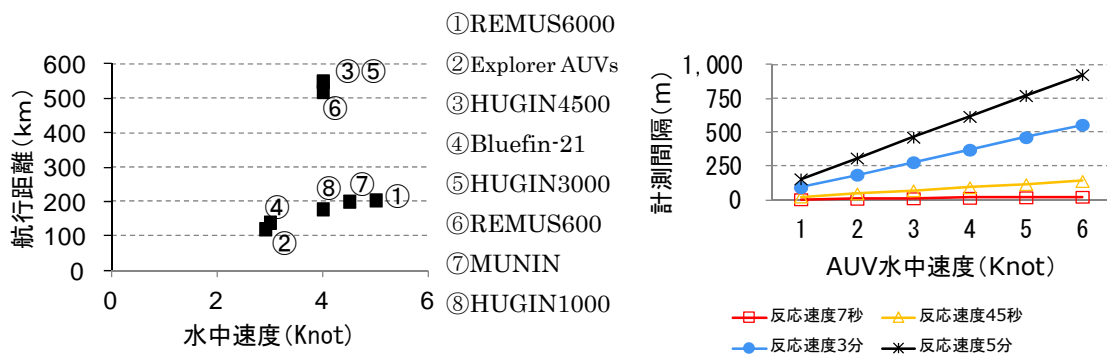 600
500
400
300
200
100
0
0
2
4
6
航行距離(km)
水中速度(Knot)
③⑤
⑥
⑧
⑦
①
④
②
①REMUS6000
②Explorer AUVs
③HUGIN4500
④Bluefin-21
⑤HUGIN3000
⑥REMUS600
⑦MUNIN
⑧HUGIN1000
1,000
750
500
250
0
計測間隔(m)
1 2 3 4 5 6
AUV水中速度(Knot)
反応速度7秒
反応速度45秒
反応速度3分
反応速度5分